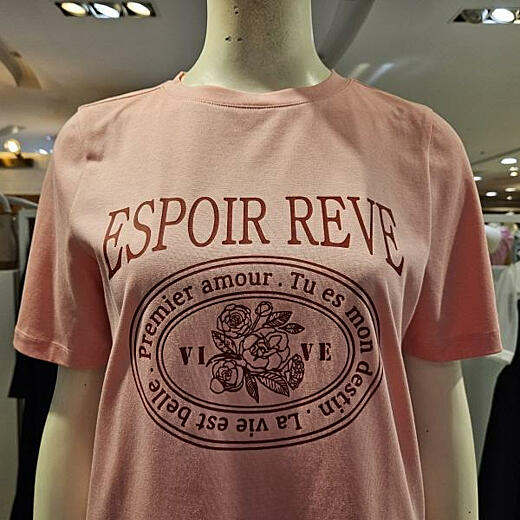 ESPOIR REVE
Premier amour . Tu es mon destin . La vie est belle .
VI VE